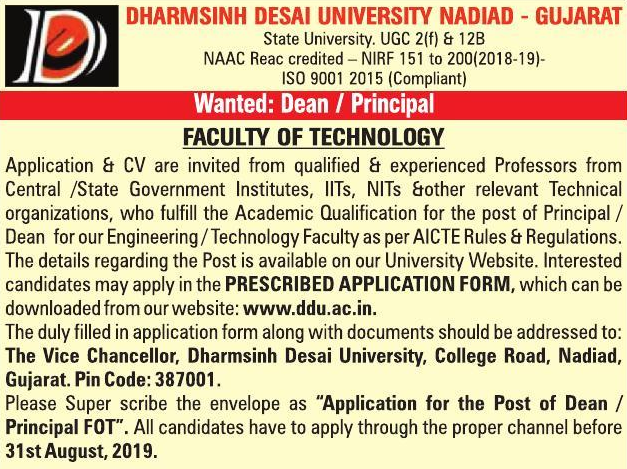 DHARMSINH DESAI UNIVERSITY NADIAD - GUJARAT
State University. UGC 2(f) & 12B
NAAC Reac credited – NIRF 151 to 200(2018-19)-
ISO 9001 2015 (Compliant)
Wanted: Dean / Principal
FACULTY OF TECHNOLOGY
Application & CV are invited from qualified & experienced Professors from
Central /State Government Institutes, IITs, NITs &other relevant Technical
organizations, who fulfill the Academic Qualification for the post of Principal /
Dean for our Engineering / Technology Faculty as per AICTE Rules & Regulations.
The details regarding the Post is available on our University Website. Interested
candidates may apply in the PRESCRIBED APPLICATION FORM, which can be
downloaded from our website: www.ddu.ac.in.
The duly filled in application form along with documents should be addressed to:
The Vice Chancellor, Dharmsinh Desai University, College Road, Nadiad,
Gujarat. Pin Code: 387001.
Please Super scribe the envelope as “Application for the Post of Dean /
Principal FOT”. All candidates have to apply through the proper channel before
31st August, 2019.